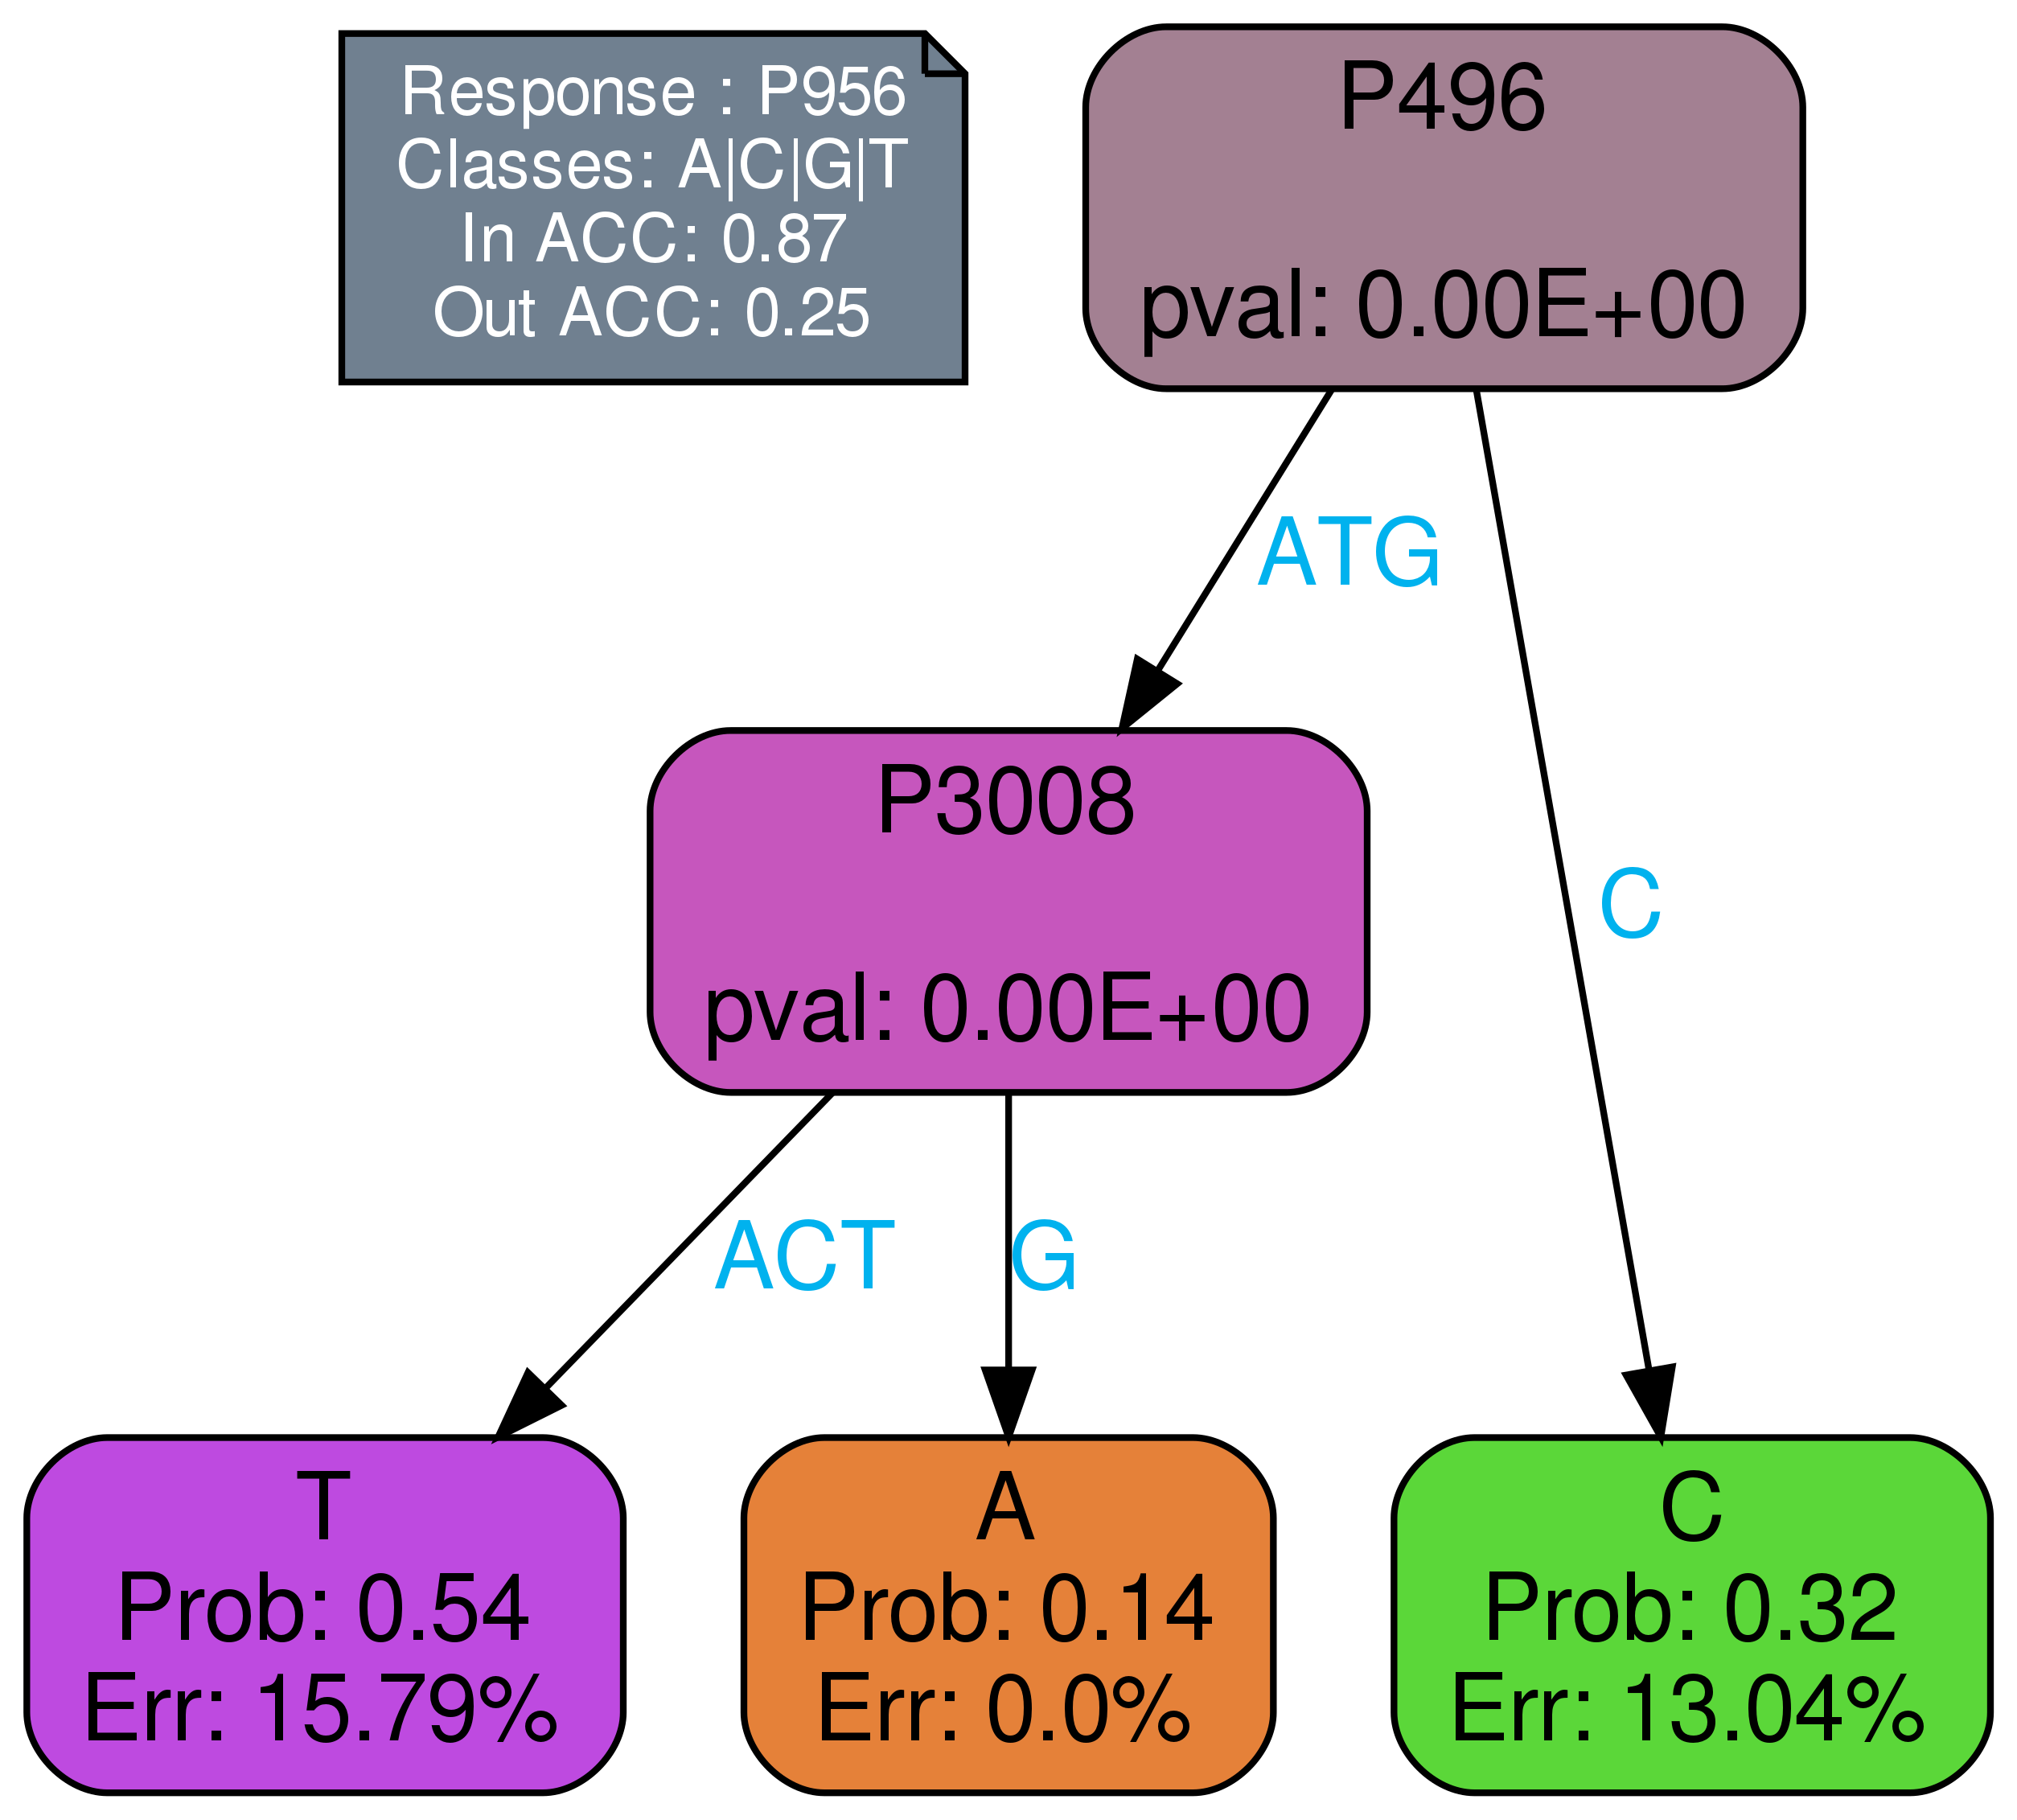 Response : P956
Classes: A|C|G|T
In ACC: 0.87
Out ACC: 0.25
P496
pval: 0.00E+00
ATG
P3008
pval: 0.00E+00
C
ACT
G
T
Prob: 0.54
Err: 15.79%
A
Prob: 0.14
Err: 0.0%
C
Prob: 0.32
Err: 13.04%